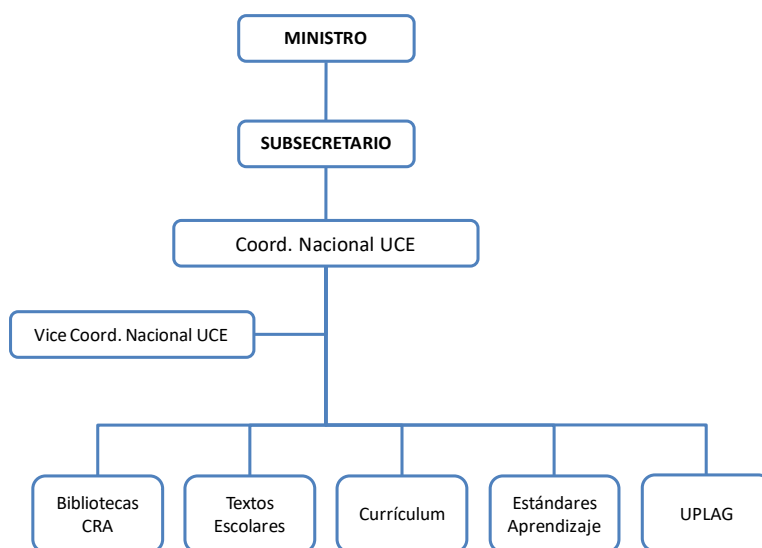 MINISTRO
SUBSECRETARIO
Coord. Nacional UCE
Vice Coord. Nacional UCE
Bibliotecas
CRA
Textos
Escolares
Currículum
Estándares
Aprendizaje
UPLAG